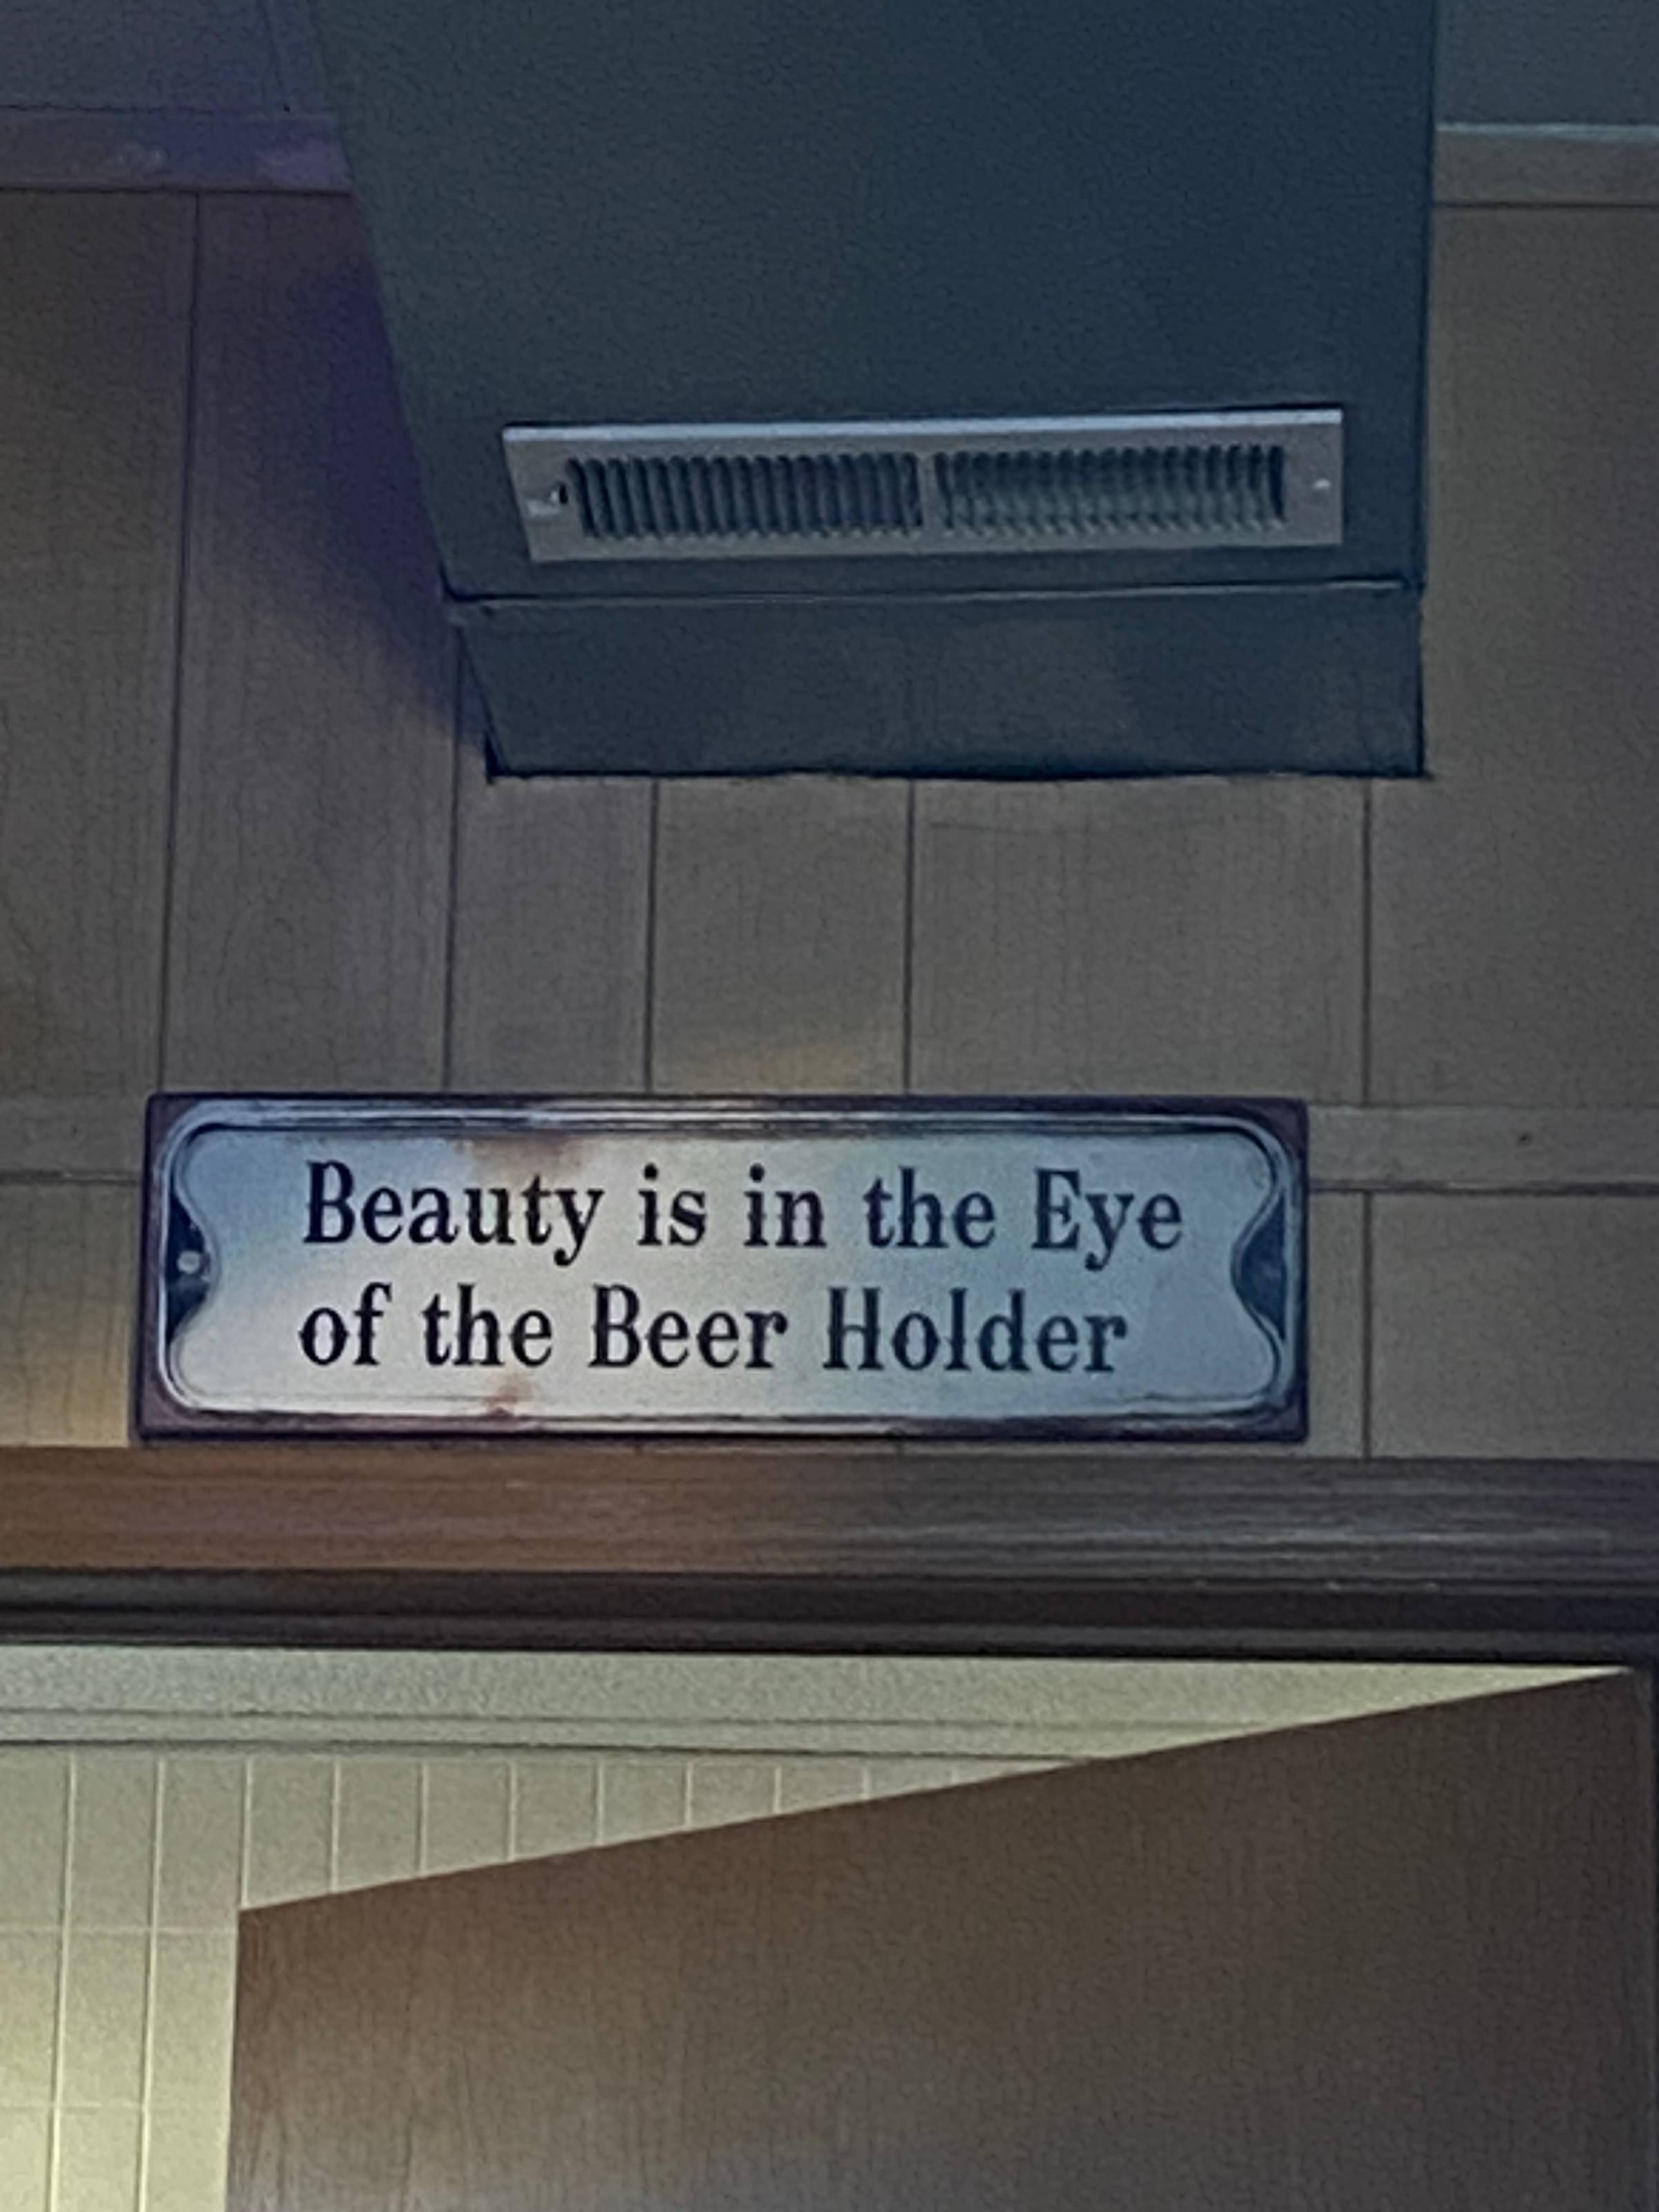 Beauty is in the Eye
of the Beer Holder